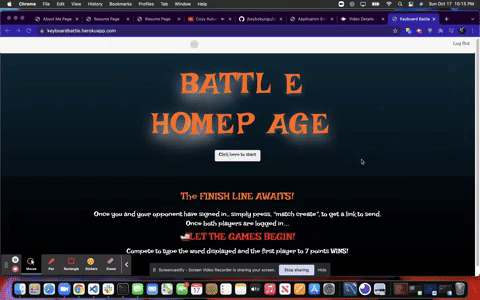 Chrome File Edit View History Bookmarks Profiles Tab Window Help
Sun Oct 17 10:15 PM
About Me Page
Resume Page
Resume Page
Cozy
Application
Video Details
Keyboard Battle
keyboardbattle.herokuapp.com
Log Out
BATTL E
HOMEP AGE
Click here to start
The FINISH LINE AWAITS!
Once you and your opponent have signed in, simply press, "match create", to get a link to send.
Once both players are logged in...
LET THE GAMES BEGIN!
Compete to type the word displayed and the first player to 7 points WINS!
Mouse Pen Rectangle Stickers Eraser
Screencastify - Screen Video Recorder is sharing your screen.
Stop sharing
Hide